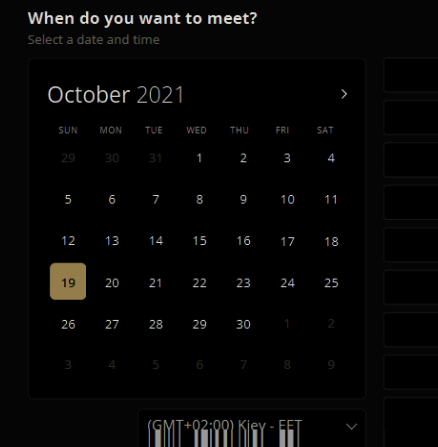 When do you want to meet?
Select a date and time
October 2021
SUN MON TUE WED THU FRI SAT
29 30 31 1 2 3 4
5 6 7 8 9 10 11
12 13 14 15 16 17 18
19 20 21 22 23 24 25
26 27 28 29 30 1 2
3 4 5 6 7 8 9
(GMT+02:00) Kiev - EET